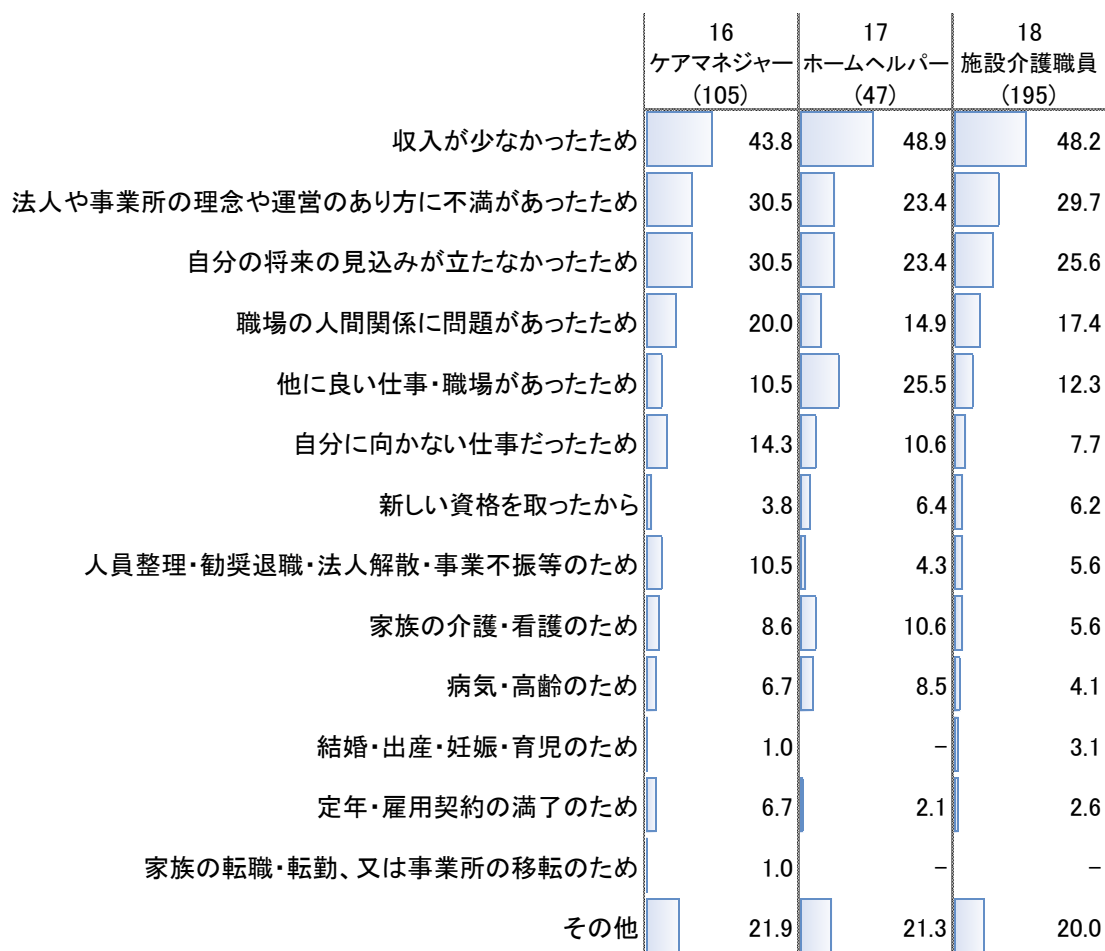 16 17 18
ケアマネジャー ホームヘルパー 施設介護職員
(105) (47) (195)
収入が少なかったため 43.8 48.9 48.2
法人や事業所の理念や運営のあり方に不満があったため 30.5 23.4 29.7
自分の将来の見込みが立たなかったため 30.5 23.4 25.6
職場の人間関係に問題があったため 20.0 14.9 17.4
他に良い仕事・職場があったため 10.5 25.5 12.3
自分に向かない仕事だったため 14.3 10.6 7.7
新しい資格を取ったから 3.8 6.4 6.2
人員整理・勧奨退職・法人解散・事業不振等のため 10.5 4.3 5.6
家族の介護・看護のため 8.6 10.6 5.6
病気・高齢のため 6.7 8.5 4.1
結婚・出産・妊娠・育児のため 1.0 － 3.1
定年・雇用契約の満了のため 6.7 2.1 2.6
家族の転職・転勤、又は事業所の移転のため 1.0 － －
その他 21.9 21.3 20.0